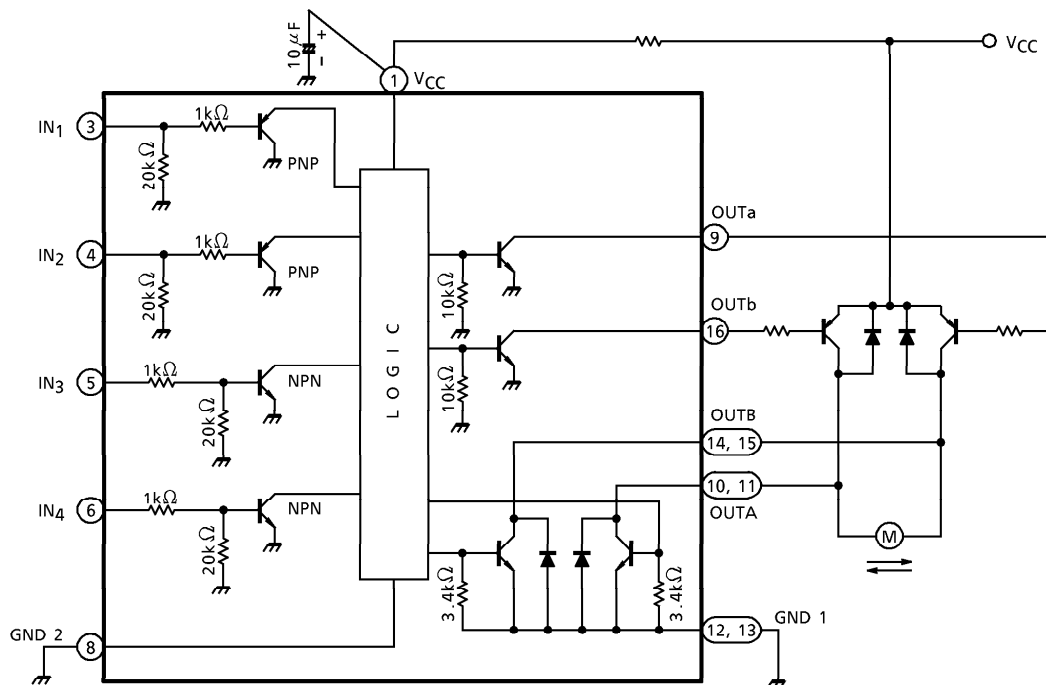 10μF
+
−
1
VCC
VCC
IN1
3
1kΩ
20kΩ
PNP
OUTa
9
IN2
4
1kΩ
20kΩ
PNP
10kΩ
OUTb
16
IN3
5
1kΩ
20kΩ
NPN
LOGIC
10kΩ
OUTB
14, 15
10, 11
OUTA
IN4
6
1kΩ
20kΩ
NPN
M
3.4kΩ
3.4kΩ
GND 2
8
12, 13
GND 1